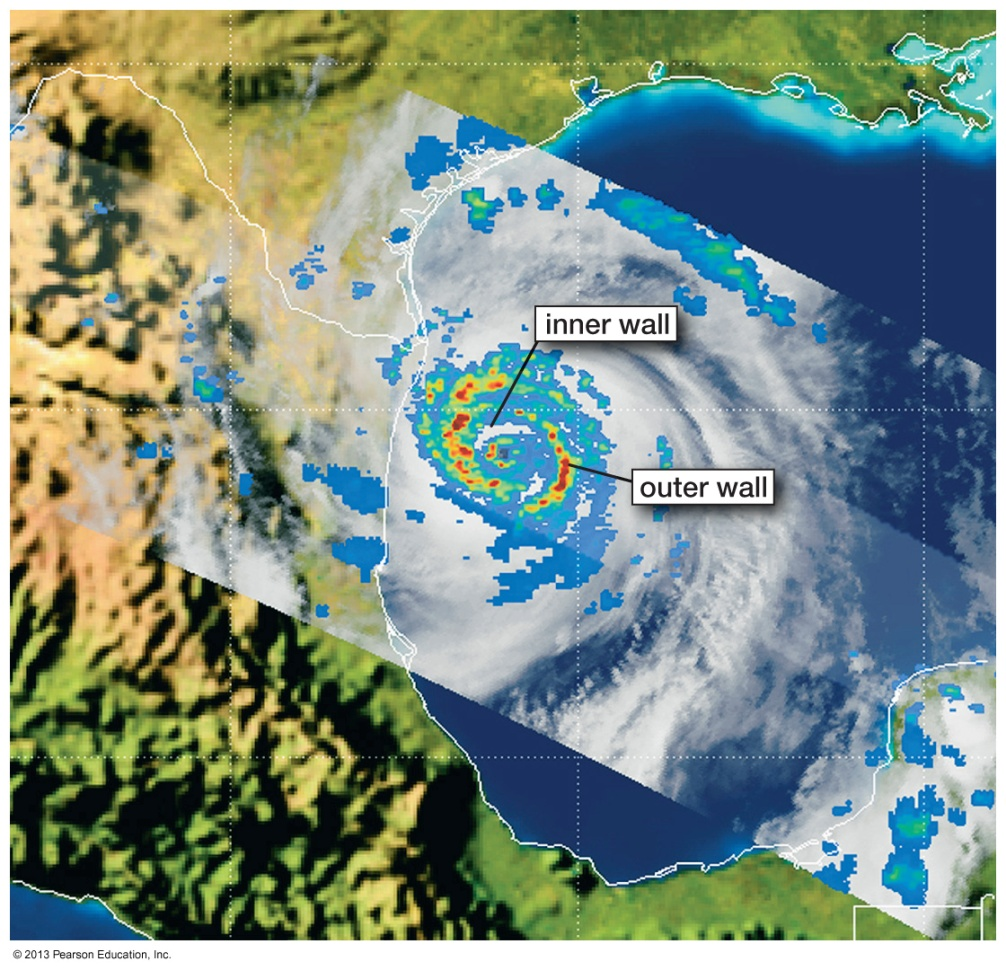 inner wall
outer wall
© 2013 Pearson Education, Inc.